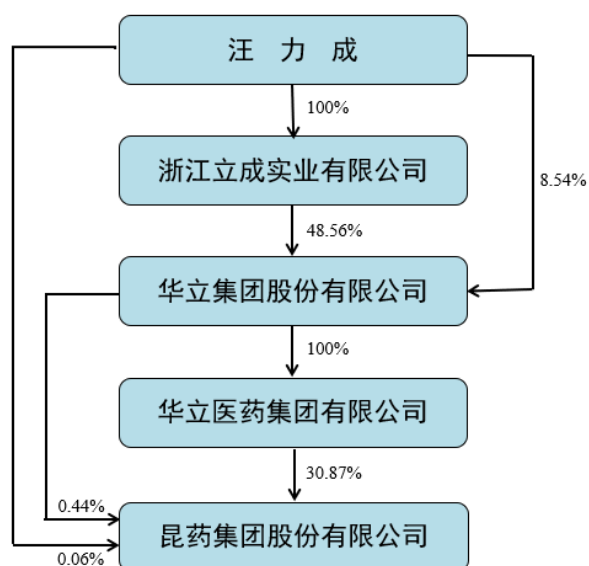 汪 力 成
100%
浙江立成实业有限公司
8.54%
48.56%
华立集团股份有限公司
100%
华立医药集团有限公司
30.87%
0.44%
昆药集团股份有限公司
0.06%